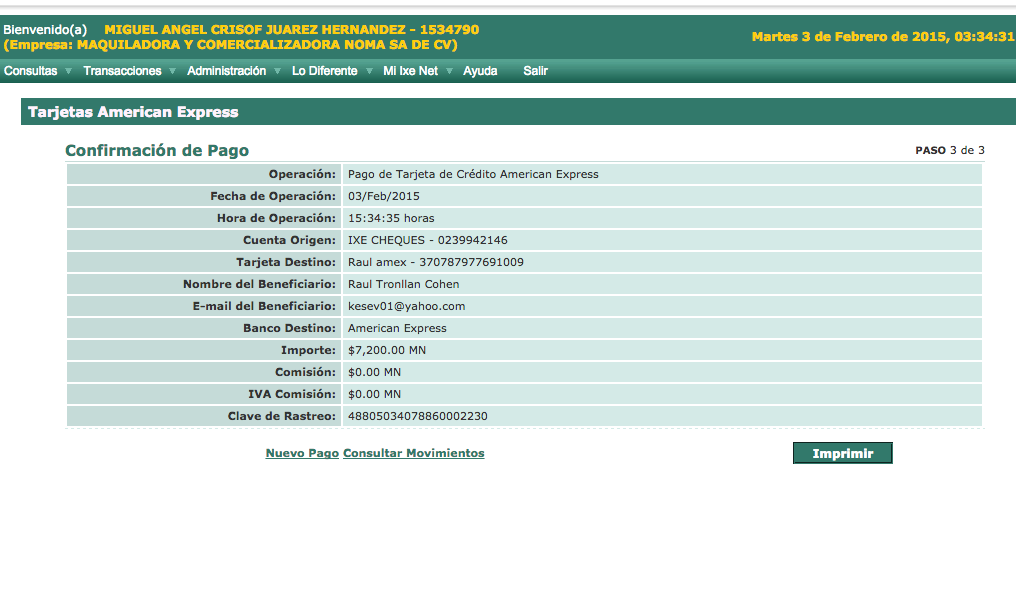 Bienvenido(a) MIGUEL ANGEL CRISOF JUAREZ HERNANDEZ - 1534790
(Empresa: MAQUILADORA Y COMERCIALIZADORA NOMA SA DE CV)
Martes 3 de Febrero de 2015, 03:34:31
Consultas Transacciones Administración Lo Diferente Mi Ixe Net Ayuda Salir
Tarjetas American Express
Confirmación de Pago PASO 3 de 3
Operación: Pago de Tarjeta de Crédito American Express
Fecha de Operación: 03/Feb/2015
Hora de Operación: 15:34:35 horas
Cuenta Origen: IXE CHEQUES - 0239942146
Tarjeta Destino: Raul amex - 370787977691009
Nombre del Beneficiario: Raul Tronllan Cohen
E-mail del Beneficiario: kesev01@yahoo.com
Banco Destino: American Express
Importe: $7,200.00 MN
Comisión: $0.00 MN
IVA Comisión: $0.00 MN
Clave de Rastreo: 48805034078860002230
Nuevo Pago Consultar Movimientos Imprimir